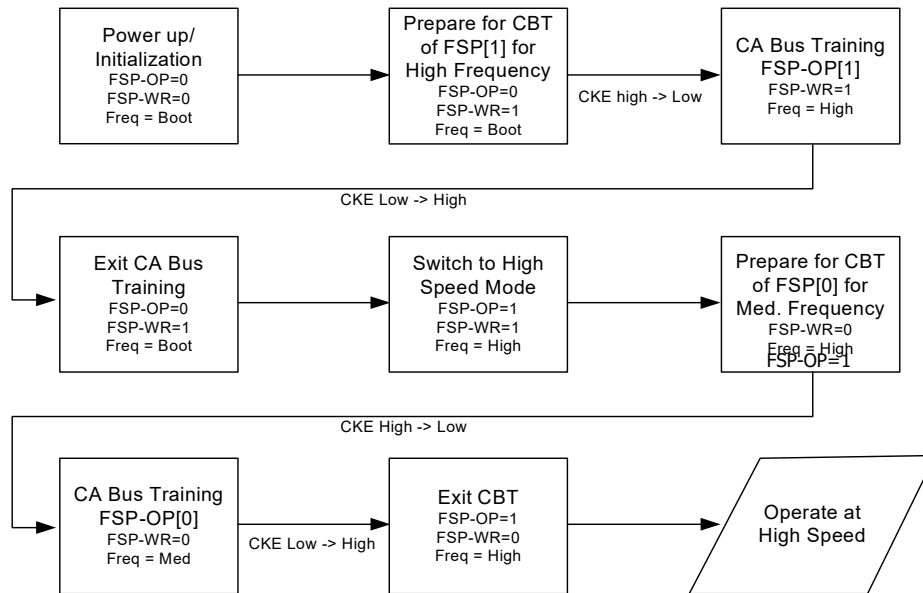 Power up/
Initialization
FSP-OP=0
FSP-WR=0
Freq = Boot
Prepare for CBT
of FSP[1] for
High Frequency
FSP-OP=0
FSP-WR=1
Freq = Boot
CKE high -> Low
CA Bus Training
FSP-OP[1]
FSP-WR=1
Freq = High
CKE Low -> High
Exit CA Bus
Training
FSP-OP=0
FSP-WR=1
Freq = Boot
Switch to High
Speed Mode
FSP-OP=1
FSP-WR=1
Freq = High
Prepare for CBT
of FSP[0] for
Med. Frequency
FSP-WR=0
Freq = High
FSP-OP=1
CKE High -> Low
CA Bus Training
FSP-OP[0]
FSP-WR=0
Freq = Med
CKE Low -> High
Exit CBT
FSP-OP=1
FSP-WR=0
Freq = High
Operate at
High Speed